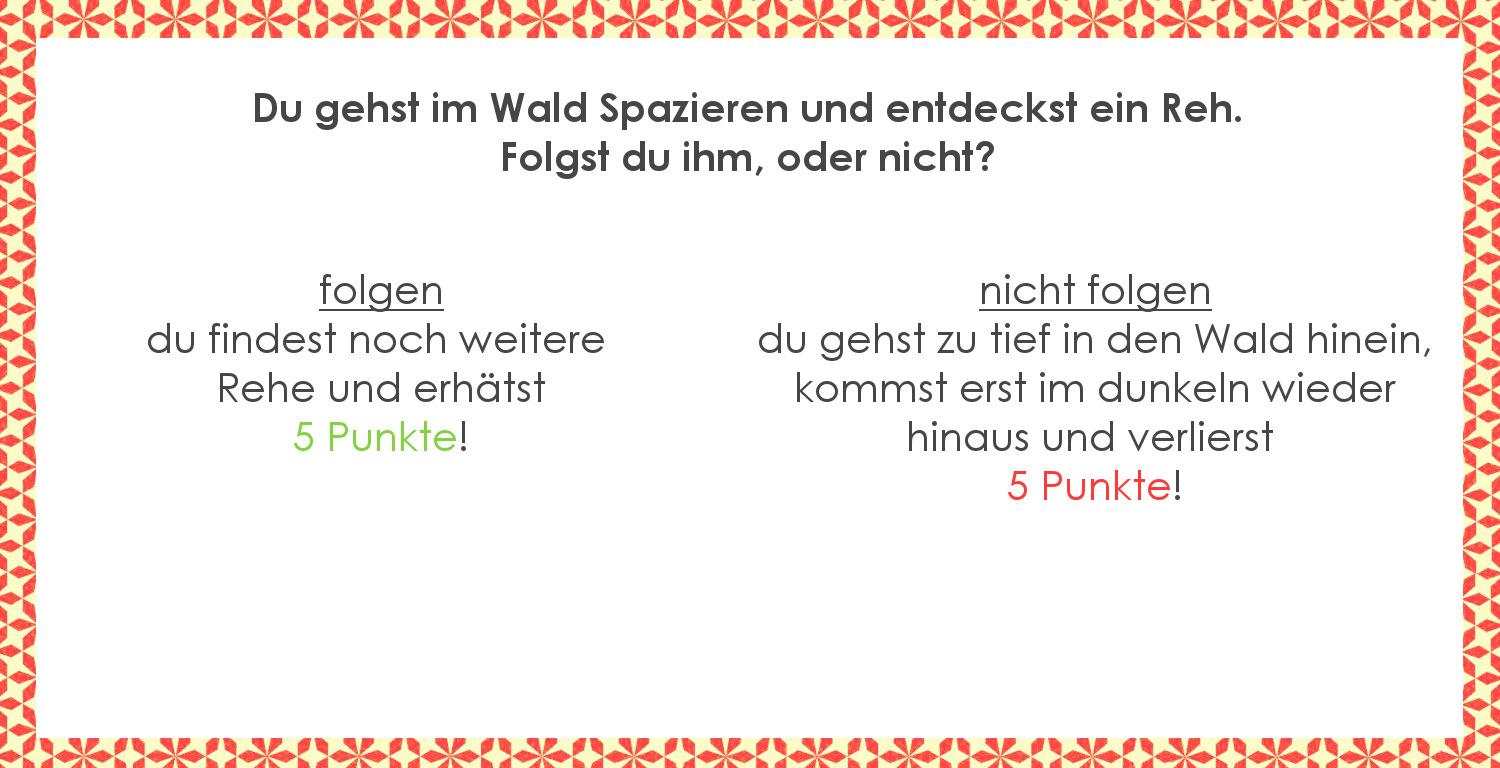 Du gehst im Wald Spazieren und entdeckst ein Reh.
Folgst du ihm, oder nicht?
folgen
du findest noch weitere
Rehe und erhätst
5 Punkte!
nicht folgen
du gehst zu tief in den Wald hinein,
kommst erst im dunkeln wieder
hinaus und verlierst
5 Punkte!